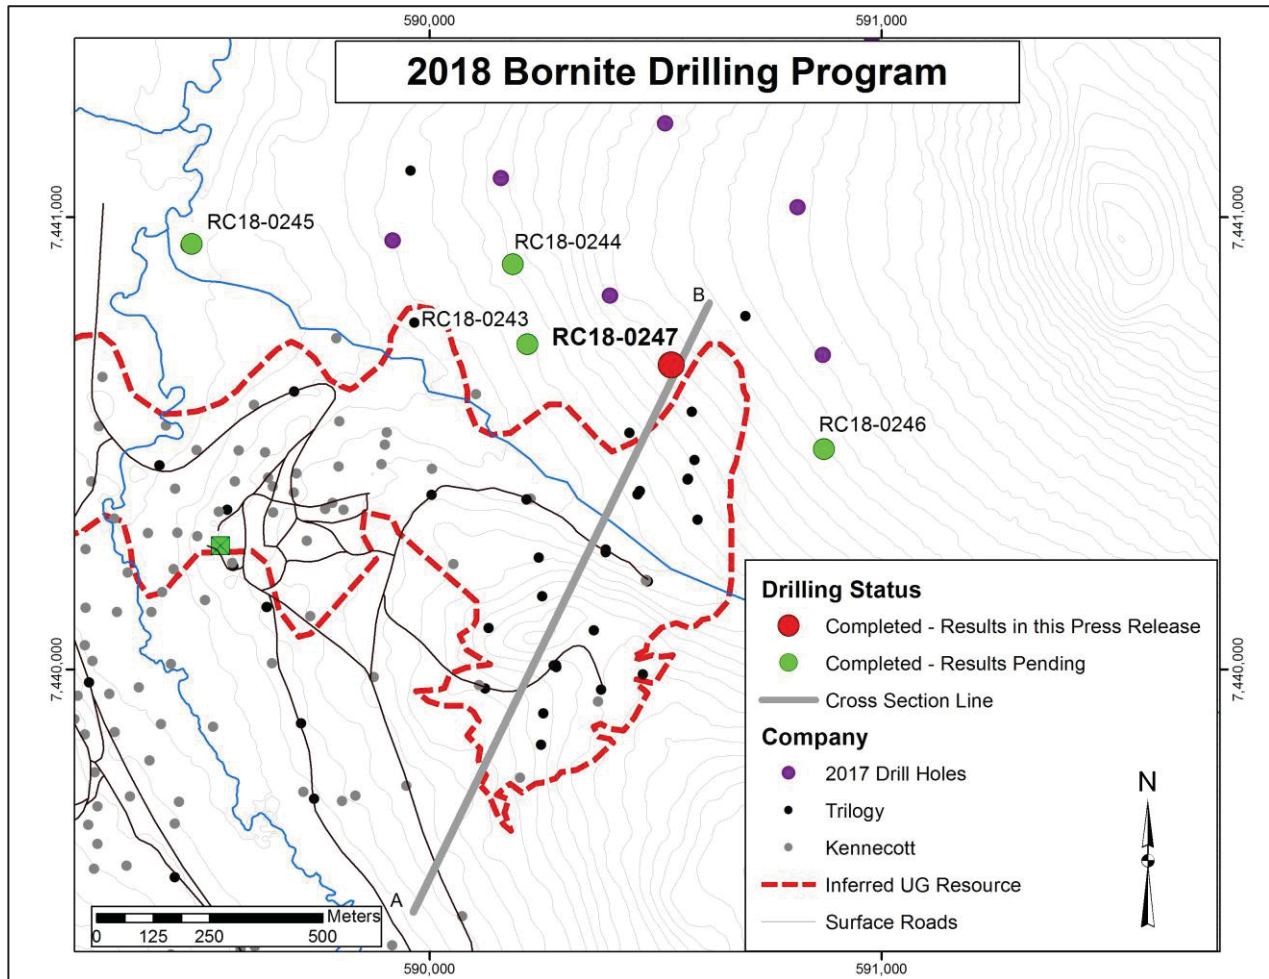 590,000
591,000
2018 Bornite Drilling Program
7,441,000
7,441,000
RC18-0245
RC18-0244
B
RC18-0243
RC18-0247
RC18-0246
7,440,000
7,440,000
A
Drilling Status
Completed - Results in this Press Release
Completed - Results Pending
Cross Section Line
Company
2017 Drill Holes
Trilogy
Kennecott
Inferred UG Resource
Surface Roads
N
Meters
0 125 250 500
590,000
591,000